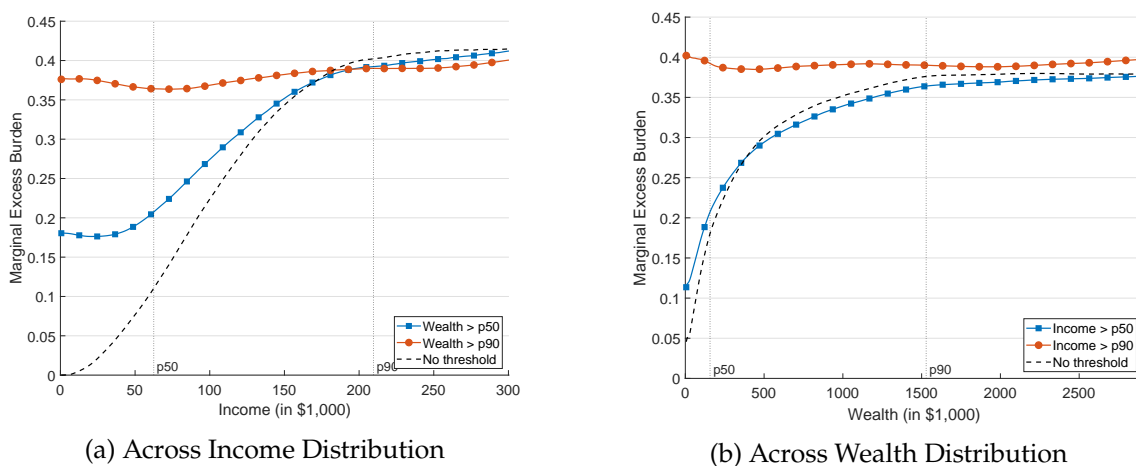 0.45
0.4
0.35
0.3
0.25
0.2
0.15
0.1
0.05
0
Marginal Excess Burden
p50
p90
Wealth > p50
Wealth > p90
No threshold
0 50 100 150 200 250 300
Income (in $1,000)
(a) Across Income Distribution
0.45
0.4
0.35
0.3
0.25
0.2
0.15
0.1
0.05
0
Marginal Excess Burden
p50
p90
Income > p50
Income > p90
No threshold
0 500 1000 1500 2000 2500
Wealth (in $1,000)
(b) Across Wealth Distribution